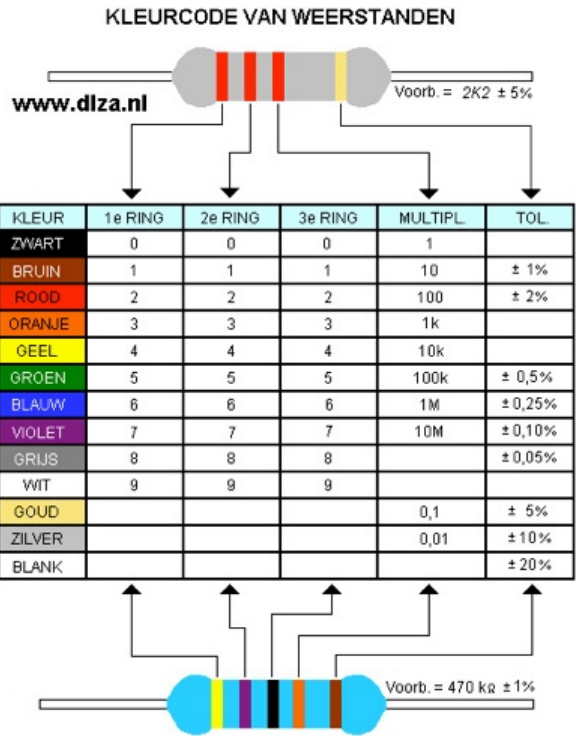 KLEURCODE VAN WEERSTANDEN
www.dlza.nl
Voorb. = 2K2 ± 5%
KLEUR 1e RING 2e RING 3e RING MULTIPL. TOL.
ZWART 0 0 0 1
BRUIN 1 1 1 10 ± 1%
ROOD 2 2 2 100 ± 2%
ORANJE 3 3 3 1k
GEEL 4 4 4 10k
GROEN 5 5 5 100k ± 0,5%
BLAUW 6 6 6 1M ±0,25%
VIOLET 7 7 7 10M ±0,10%
GRIJS 8 8 8 ±0,05%
WIT 9 9 9
GOUD 0,1 ± 5%
ZILVER 0,01 ±10%
BLANK ±20%
Voorb. = 470 kΩ ±1%